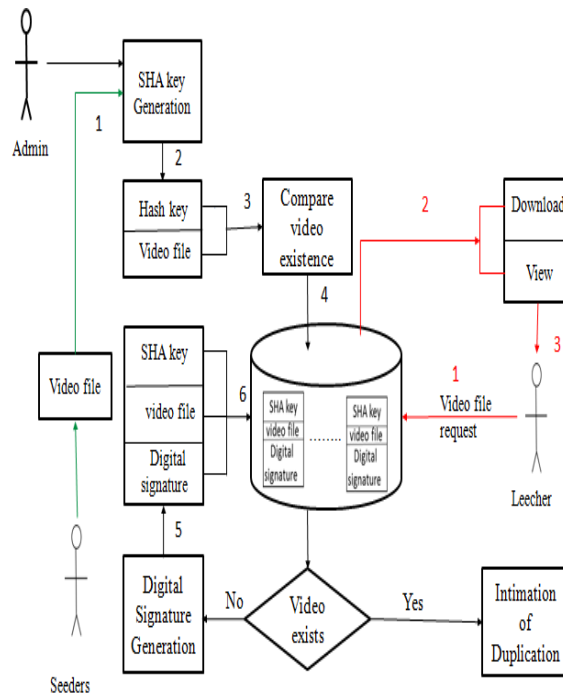 Admin
1
SHA key
Generation
2
Hash key
Video file
3
Compare
video
existence
4
2
Download
View
3
Leecher
1
Video file
request
SHA key
video file
Digital
signature
6
SHA key
video file
Digital
signature
..........
SHA key
video file
Digital
signature
Video file
Seeders
5
Digital
Signature
Generation
No
Video
exists
Yes
Intimation
of
Duplication